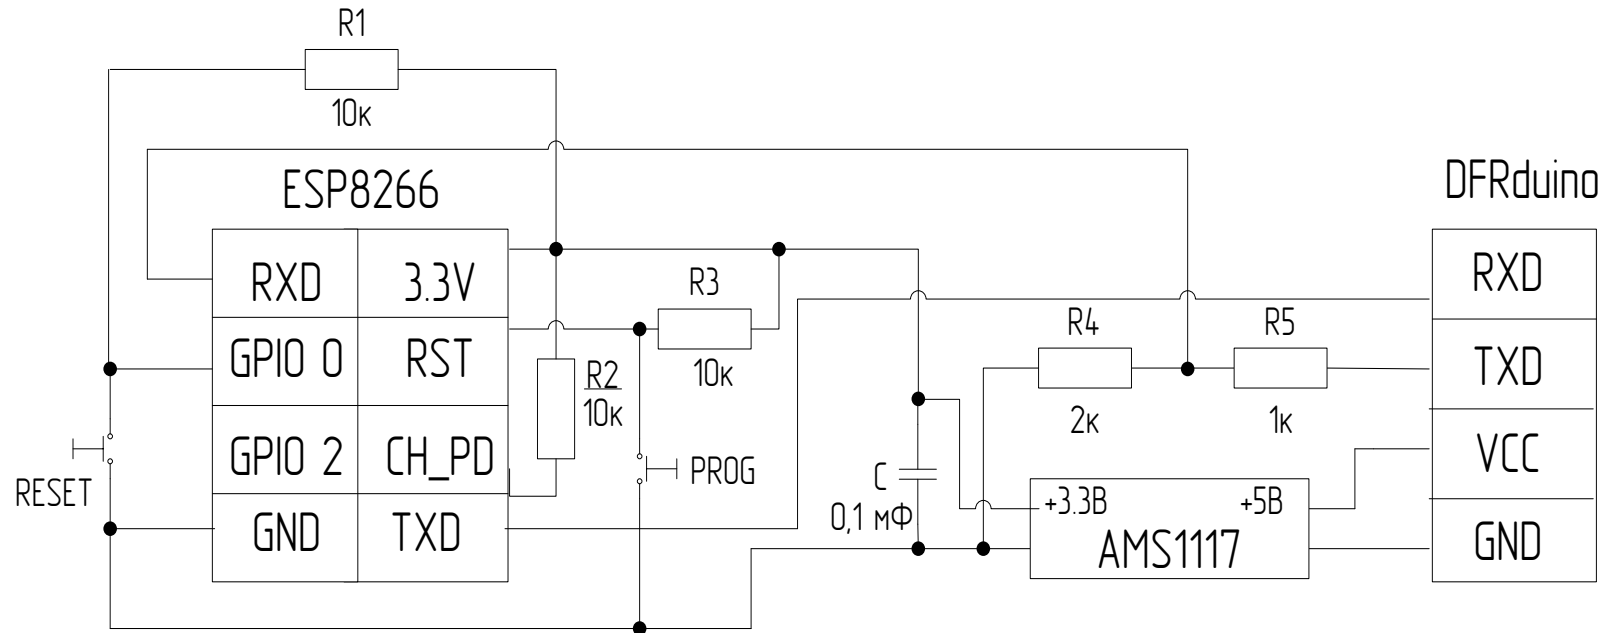 R1
10к
ESP8266
DFRduino
RXD
3.3V
R3
RXD
R4
R5
GPIO 0
RST
R2
10к
10к
TXD
2к
1к
GPIO 2
CH_PD
PROG
VCC
RESET
С
0,1 мФ
+3.3В
+5В
GND
TXD
AMS1117
GND